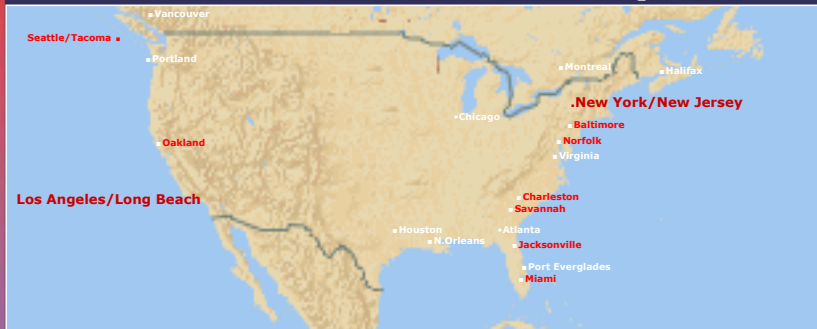 Vancouver
Seattle/Tacoma
Portland
Montreal
Halifax
.New York/New Jersey
Chicago
Baltimore
Oakland
Norfolk
Virginia
Los Angeles/Long Beach
Charleston
Savannah
Houston
Atlanta
N.Orleans
Jacksonville
Port Everglades
Miami